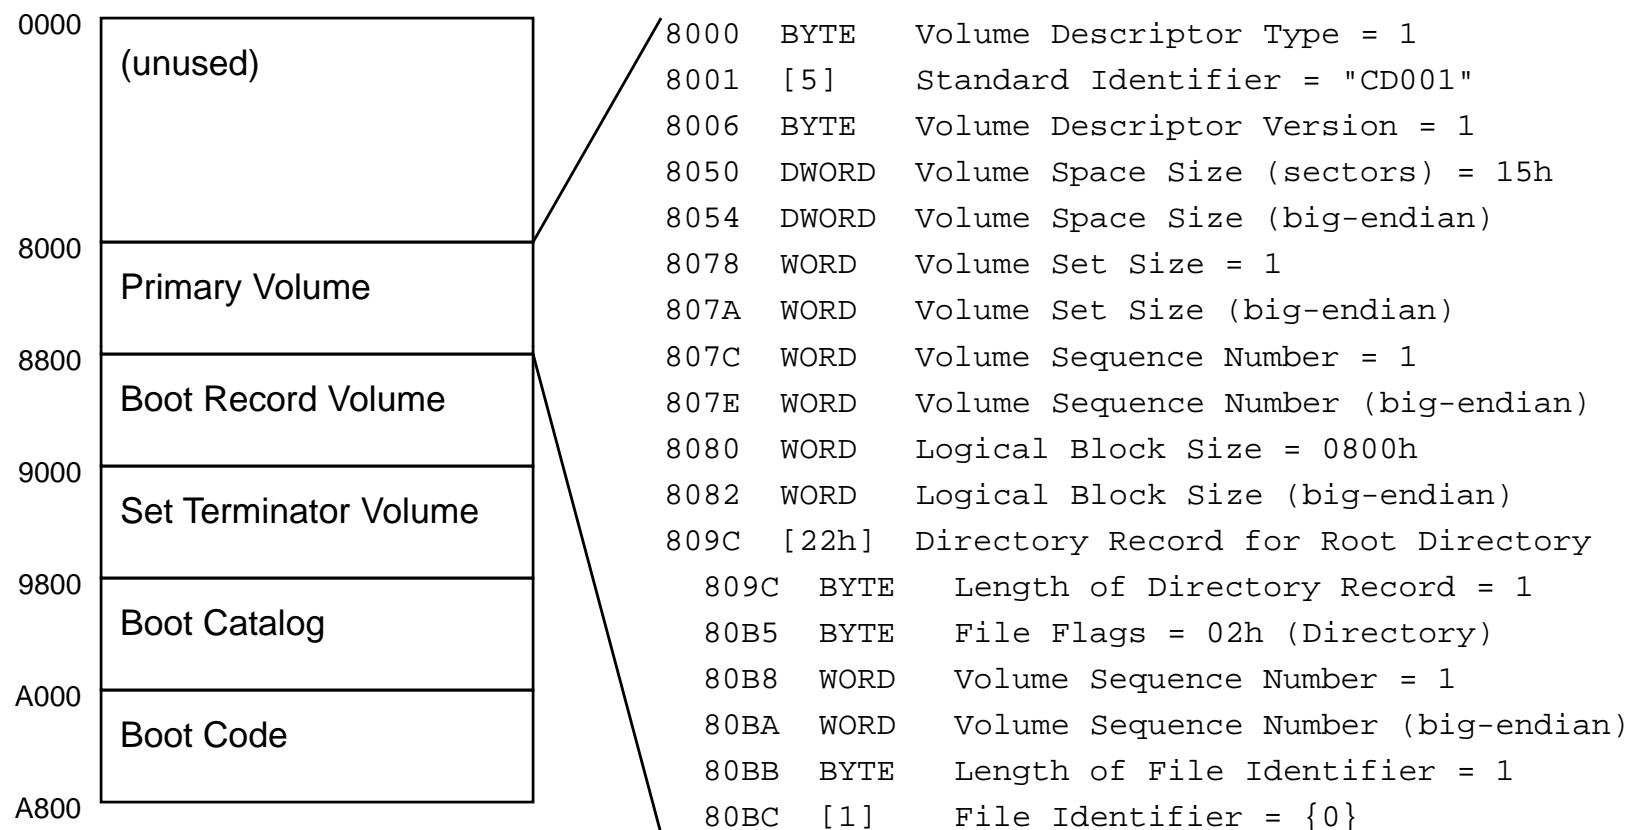 0000
(unused)
8000
Primary Volume
8800
Boot Record Volume
9000
Set Terminator Volume
9800
Boot Catalog
A000
Boot Code
A800
8000 BYTE Volume Descriptor Type = 1
8001 [5] Standard Identifier = "CD001"
8006 BYTE Volume Descriptor Version = 1
8050 DWORD Volume Space Size (sectors) = 15h
8054 DWORD Volume Space Size (big-endian)
8078 WORD Volume Set Size = 1
807A WORD Volume Set Size (big-endian)
807C WORD Volume Sequence Number = 1
807E WORD Volume Sequence Number (big-endian)
8080 WORD Logical Block Size = 0800h
8082 WORD Logical Block Size (big-endian)
809C [22h] Directory Record for Root Directory
809C BYTE Length of Directory Record = 1
80B5 BYTE File Flags = 02h (Directory)
80B8 WORD Volume Sequence Number = 1
80BA WORD Volume Sequence Number (big-endian)
80BB BYTE Length of File Identifier = 1
80BC [1] File Identifier = {0}